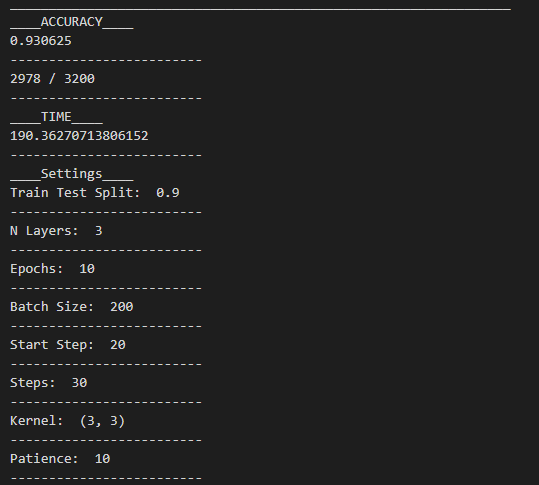 _________________________________________________________________
____ACCURACY____
0.930625
-------------------------
2978 / 3200
-------------------------
____TIME____
190.36270713806152
-------------------------
____Settings____
Train Test Split:  0.9
-------------------------
N Layers:  3
-------------------------
Epochs:  10
-------------------------
Batch Size:  200
-------------------------
Start Step:  20
-------------------------
Steps:  30
-------------------------
Kernel:  (3, 3)
-------------------------
Patience:  10
-------------------------